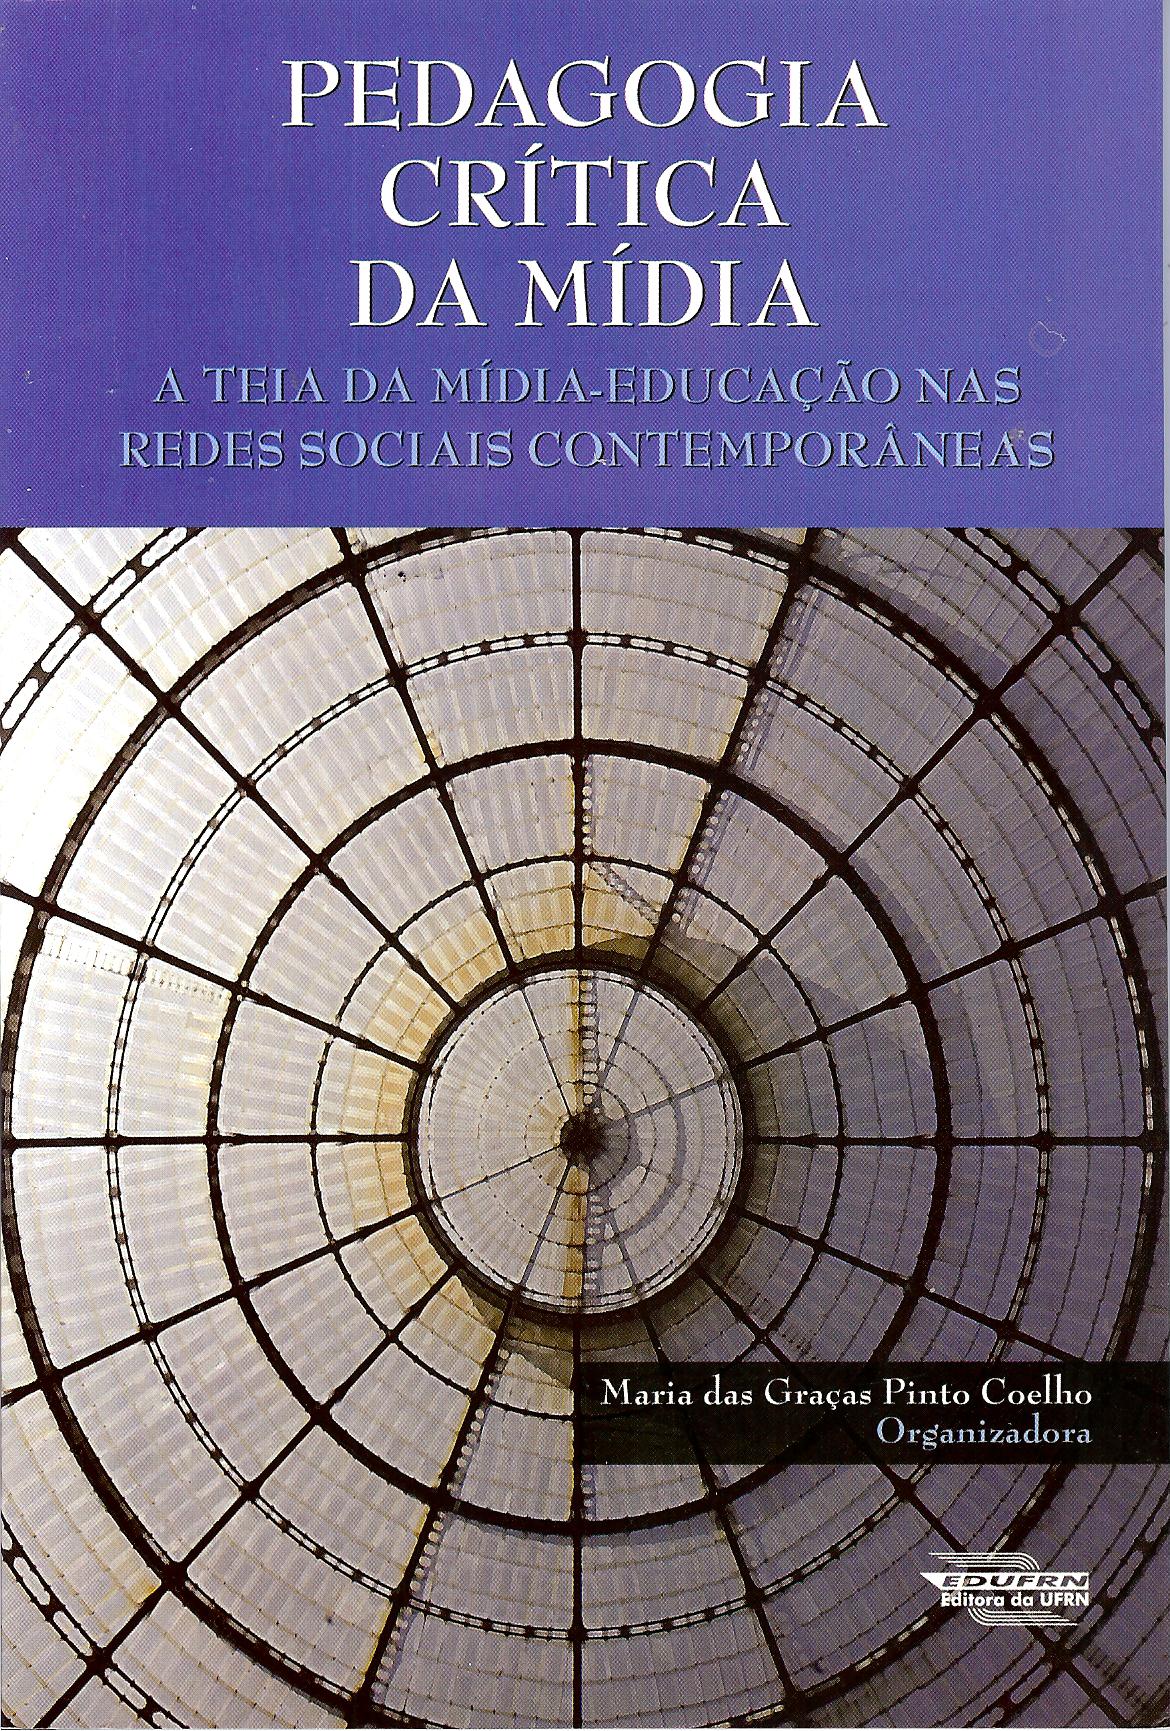 PEDAGOGIA
CRÍTICA
DA MÍDIA
A TEIA DA MÍDIA-EDUCAÇÃO NAS
REDES SOCIAIS CONTEMPORÂNEAS
Maria das Graças Pinto Coelho
Organizadora
EDUFRN
Editora da UFRN